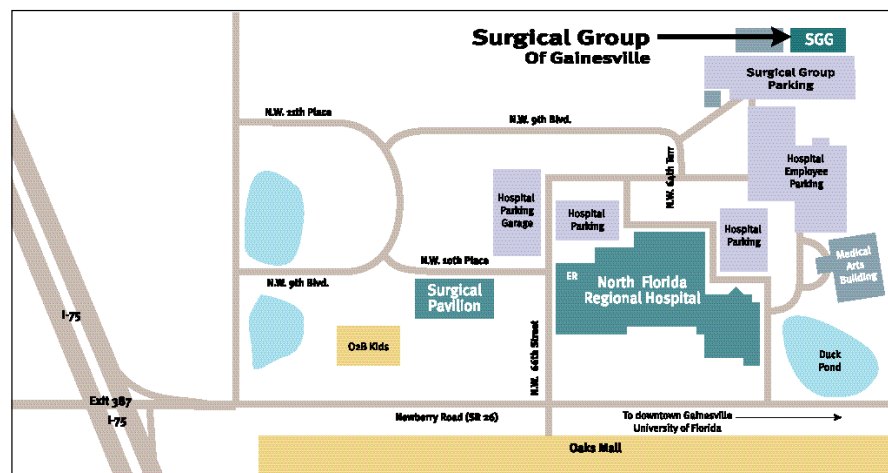 Surgical Group
Of Gainesville
SGG
Surgical Group
Parking
N.W. 11th Place
N.W. 9th Blvd.
N.W. 64th Terr
Hospital
Employee
Parking
Hospital
Parking
Garage
Hospital
Parking
Hospital
Parking
Medical
Arts
Building
N.W. 10th Place
N.W. 9th Blvd.
Surgical
Pavilion
ER
North Florida
Regional Hospital
I-75
O2B Kids
N.W. 66th Street
Duck
Pond
Exit 387
I-75
Newberry Road (SR 26)
To downtown Gainesville
University of Florida
Oaks Mall